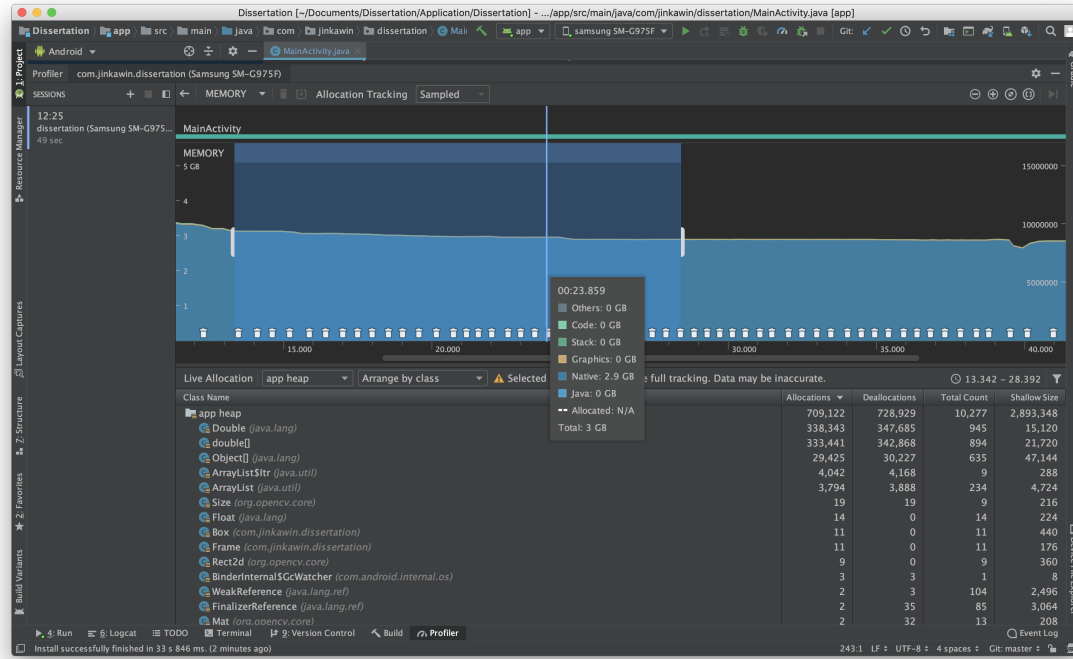 Dissertation [~/Documents/Dissertation/Application/Dissertation] - .../app/src/main/java/com/jinkawin/dissertation/MainActivity.java [app]
Dissertation app src main java com jinkawin dissertation Mai app samsung SM-G975F Git:
Android MainActivity.java
1: Project
Profiler com.jinkawin.dissertation (Samsung SM-G975F)
SESSIONS MEMORY Allocation Tracking Sampled
12:25
dissertation (Samsung SM-G975...
49 sec
Resource Manager
MainActivity
MEMORY
5 GB 15000000
4
3 10000000
2
1 5000000
00:23.859
Others: 0 GB
Code: 0 GB
Stack: 0 GB
Graphics: 0 GB
Native: 2.9 GB
Java: 0 GB
Allocated: N/A
Total: 3 GB
15.000 20.000 30.000 35.000 40.000
Layout Captures
Live Allocation app heap Arrange by class Selected e full tracking. Data may be inaccurate. 13.342 - 28.392
Class Name Allocations Deallocations Total Count Shallow Size
app heap 709,122 728,929 10,277 2,893,348
Double (java.lang) 338,343 347,685 945 15,120
double[] 333,441 342,868 894 21,720
Object[] (java.lang) 29,425 30,227 635 47,144
ArrayList$Itr (java.util) 4,042 4,168 9 288
ArrayList (java.util) 3,794 3,888 234 4,724
Size (org.opencv.core) 19 19 9 216
Float (java.lang) 14 0 14 224
Box (com.jinkawin.dissertation) 11 0 11 440
Frame (com.jinkawin.dissertation) 11 0 11 176
Rect2d (org.opencv.core) 9 0 9 360
BinderInternal$GcWatcher (com.android.internal.os) 3 3 1 8
WeakReference (java.lang.ref) 2 3 104 2,496
FinalizerReference (java.lang.ref) 2 35 85 3,064
Mat (org.opencv.core) 2 32 13 208
Z: Structure
2: Favorites
Build Variants
4: Run 6: Logcat TODO Terminal 9: Version Control Build Profiler Event Log
Install successfully finished in 33 s 846 ms. (2 minutes ago) 243:1 LF UTF-8 4 spaces Git: master